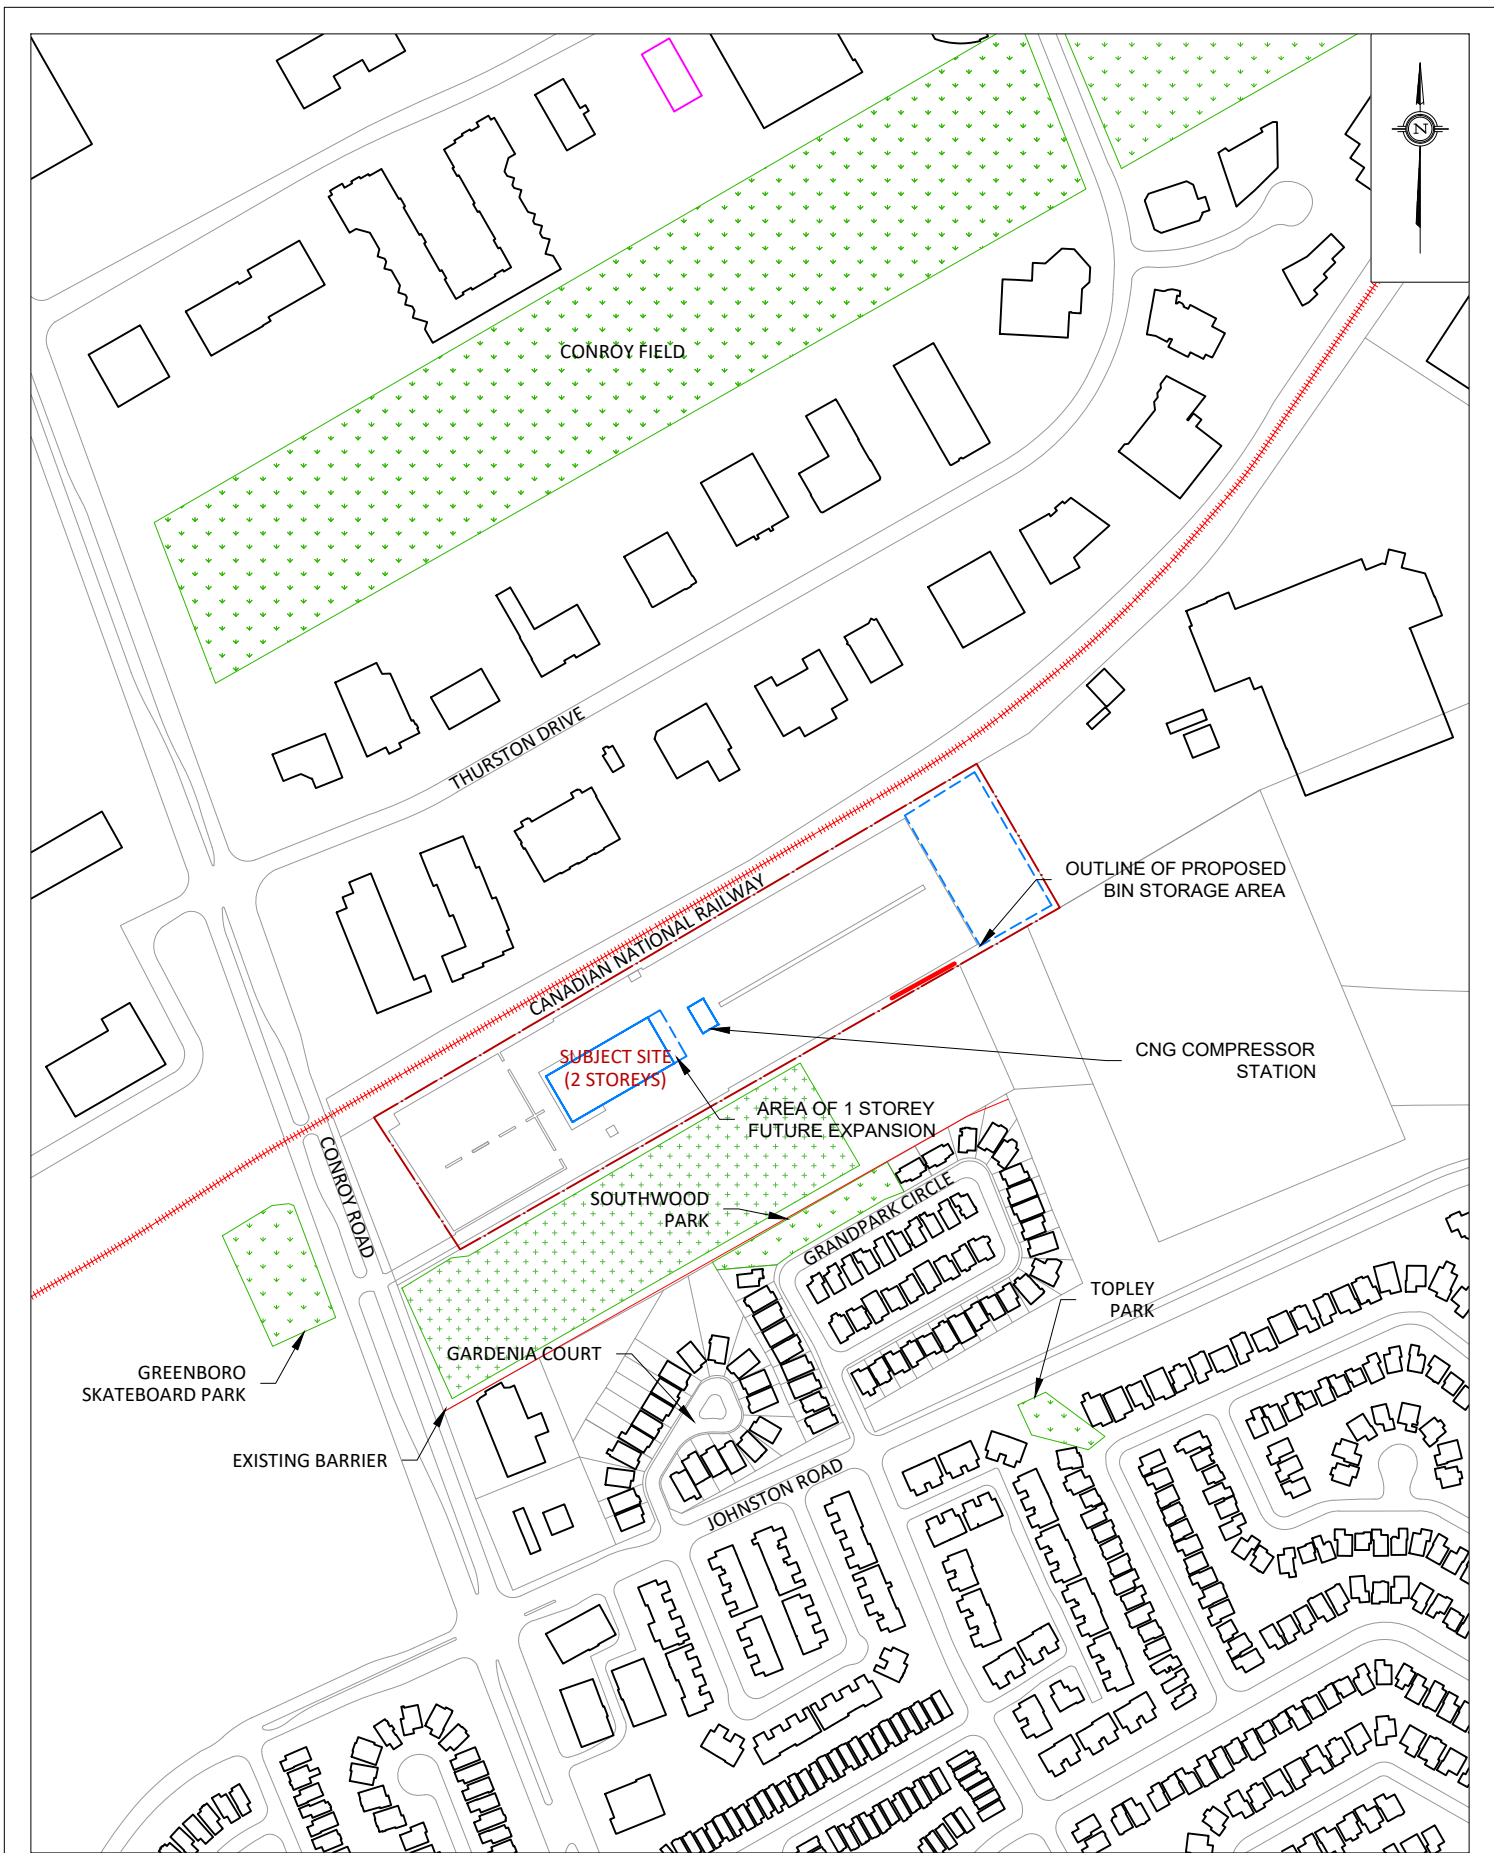 N
CONROY FIELD
THURSTON DRIVE
OUTLINE OF PROPOSED
BIN STORAGE AREA
CANADIAN NATIONAL RAILWAY
SUBJECT SITE
(2 STOREYS)
CNG COMPRESSOR
STATION
AREA OF 1 STOREY
FUTURE EXPANSION
CONROY ROAD
SOUTHWOOD
PARK
GRANDPARK CIRCLE
TOPLEY
PARK
GARDENIA COURT
GREENBORO
SKATEBOARD PARK
EXISTING BARRIER
JOHNSTON ROAD